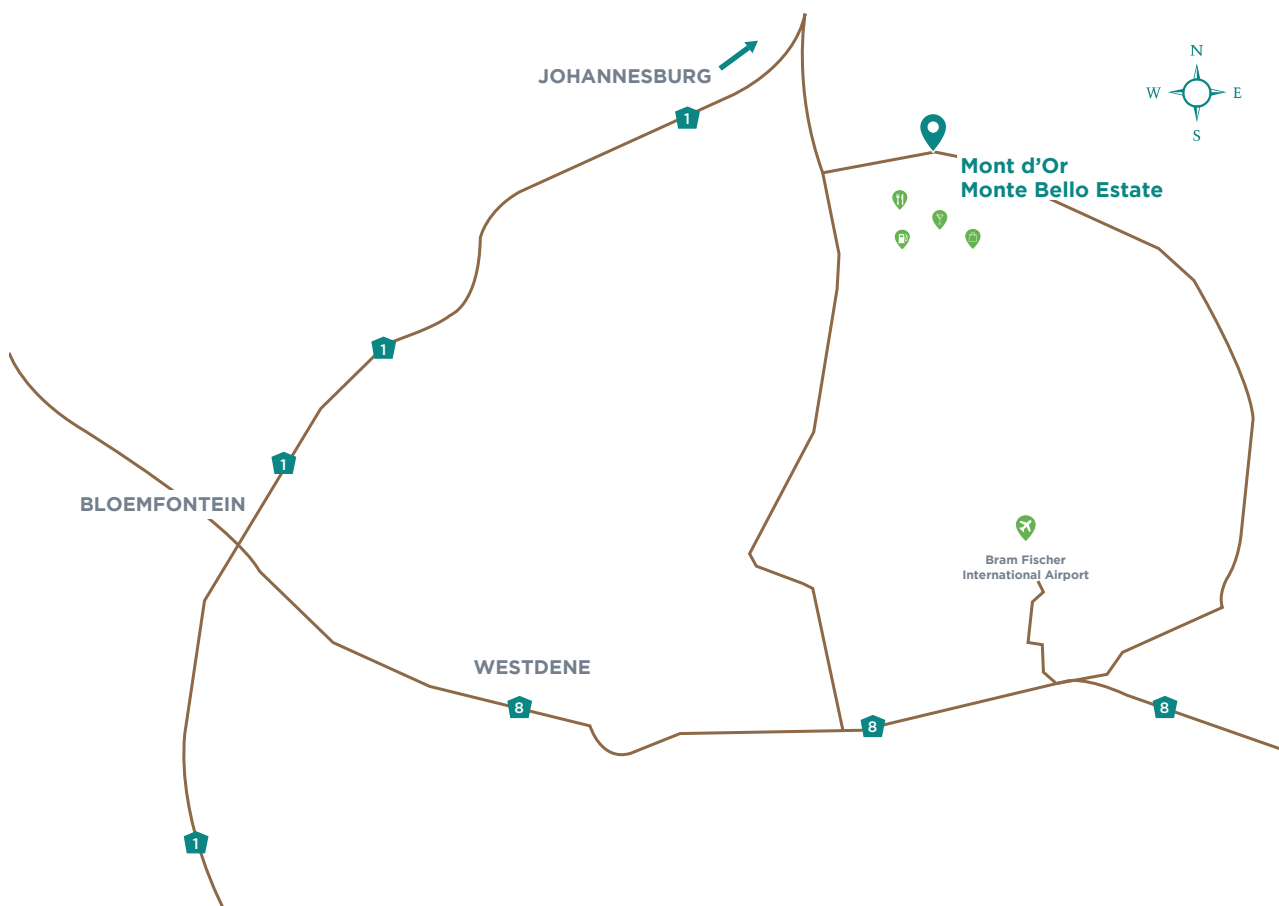 N
W
E
S
JOHANNESBURG
1
Mont d’Or
Monte Bello Estate
1
1
BLOEMFONTEIN
Bram Fischer
International Airport
WESTDENE
8
8
8
1